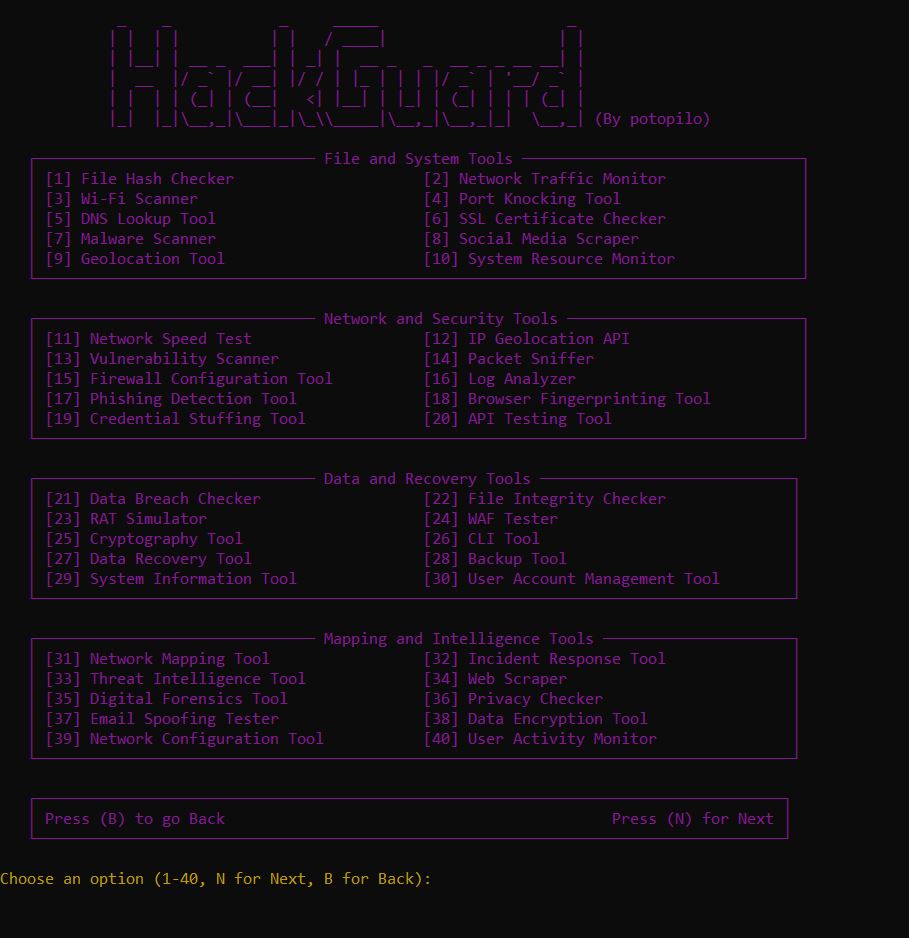 HackGuard (By potopilo)
File and System Tools
[1] File Hash Checker [2] Network Traffic Monitor
[3] Wi-Fi Scanner [4] Port Knocking Tool
[5] DNS Lookup Tool [6] SSL Certificate Checker
[7] Malware Scanner [8] Social Media Scraper
[9] Geolocation Tool [10] System Resource Monitor
Network and Security Tools
[11] Network Speed Test [12] IP Geolocation API
[13] Vulnerability Scanner [14] Packet Sniffer
[15] Firewall Configuration Tool [16] Log Analyzer
[17] Phishing Detection Tool [18] Browser Fingerprinting Tool
[19] Credential Stuffing Tool [20] API Testing Tool
Data and Recovery Tools
[21] Data Breach Checker [22] File Integrity Checker
[23] RAT Simulator [24] WAF Tester
[25] Cryptography Tool [26] CLI Tool
[27] Data Recovery Tool [28] Backup Tool
[29] System Information Tool [30] User Account Management Tool
Mapping and Intelligence Tools
[31] Network Mapping Tool [32] Incident Response Tool
[33] Threat Intelligence Tool [34] Web Scraper
[35] Digital Forensics Tool [36] Privacy Checker
[37] Email Spoofing Tester [38] Data Encryption Tool
[39] Network Configuration Tool [40] User Activity Monitor
Press (B) to go Back Press (N) for Next
Choose an option (1-40, N for Next, B for Back):